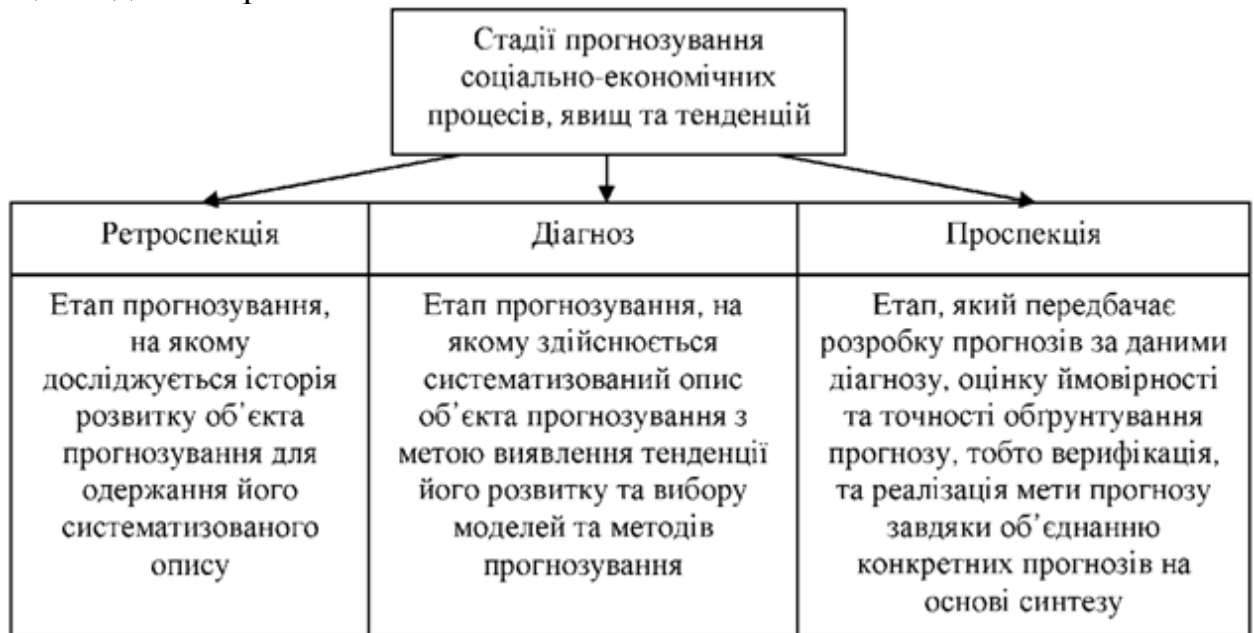 Стадії прогнозування
соціально-економічних
процесів, явищ та тенденцій
Ретроспекція
Діагноз
Проспекція
Етап прогнозування,
на якому
досліджується історія
розвитку об’єкта
прогнозування для
одержання його
систематизованого
опису
Етап прогнозування, на
якому здійснюється
систематизований опис
об’єкта прогнозування з
метою виявлення тенденції
його розвитку та вибору
моделей та методів
прогнозування
Етап, який передбачає
розробку прогнозів за даними
діагнозу, оцінку ймовірності
та точності обґрунтування
прогнозу, тобто верифікація,
та реалізація мети прогнозу
завдяки об’єднанню
конкретних прогнозів на
основі синтезу